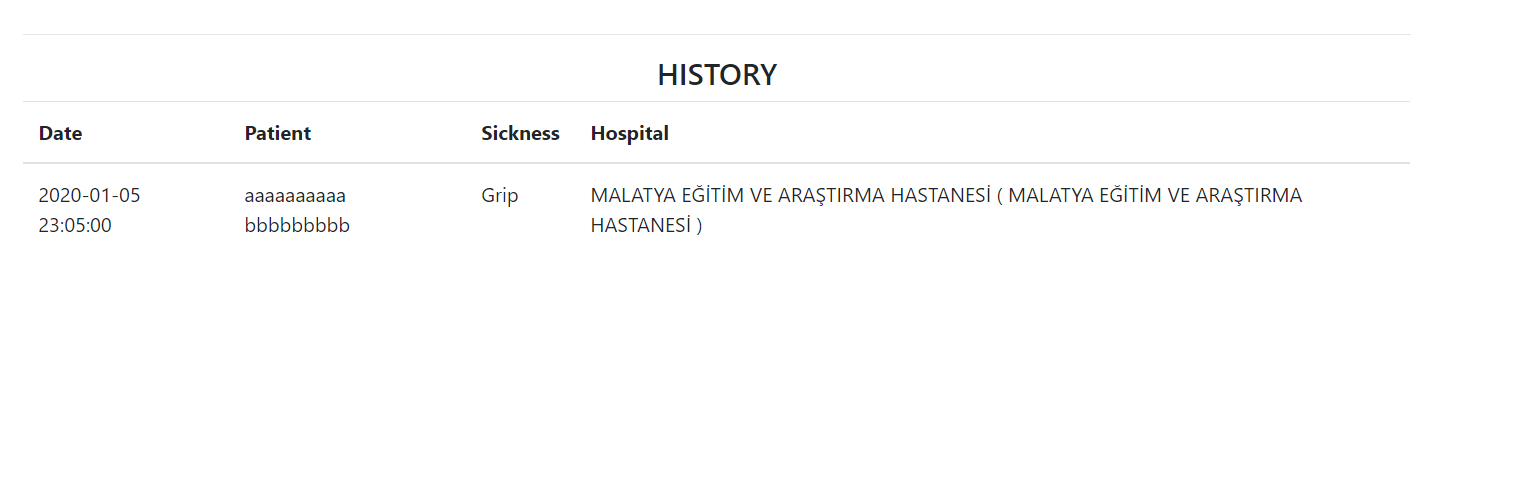 HISTORY
Date Patient Sickness Hospital
2020-01-05 aaaaaaaaaa Grip MALATYA EĞİTİM VE ARAŞTIRMA HASTANESİ ( MALATYA EĞİTİM VE ARAŞTIRMA
23:05:00 bbbbbbbbb HASTANESİ )